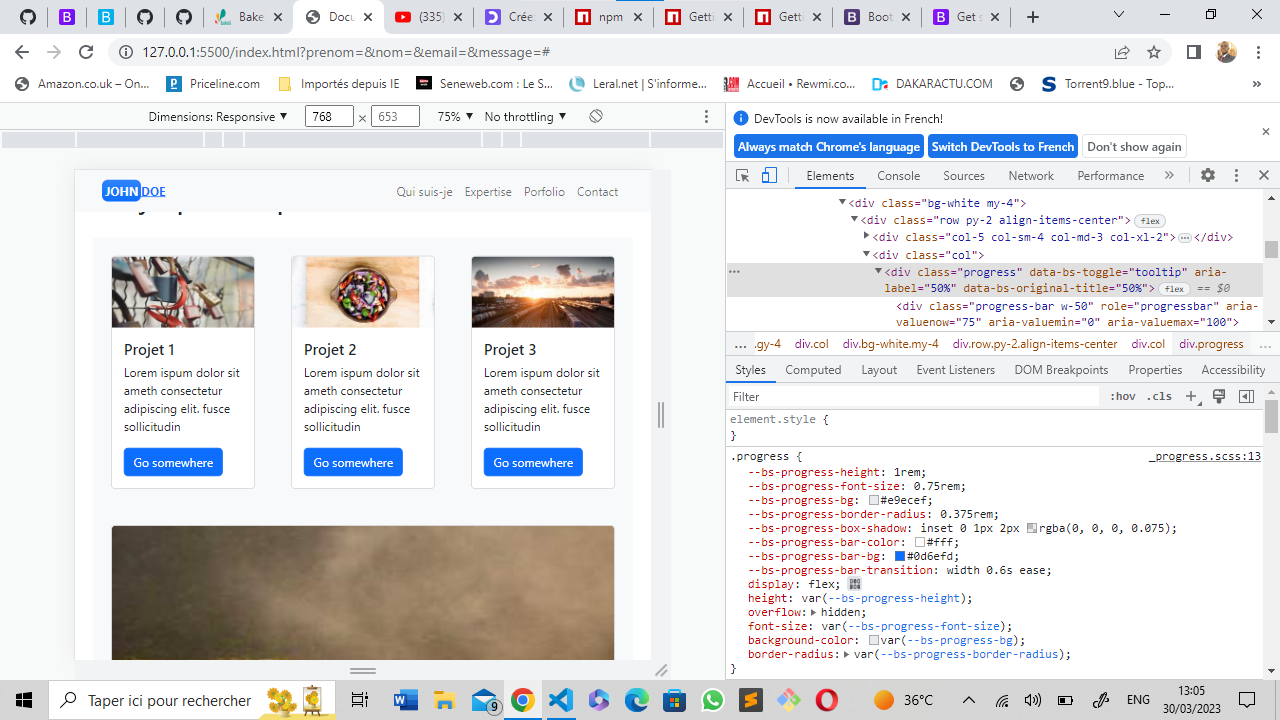 Bake
Docu
(335)
Crée
npm
Getti
Getti
Boot
Get s
127.0.0.1:5500/index.html?prenom=&nom=&email=&message=#
Amazon.co.uk – On...
Priceline.com
Importés depuis IE
Seneweb.com : Le S...
Leral.net | S'informe...
Accueil • Rewmi.co...
DAKARACTU.COM
Torrent9.blue - Top...
»
Dimensions: Responsive ▼ 768 × 653 75% ▼ No throttling ▼
JOHN DOE
Qui suis-je Expertise Porfolio Contact
Projet 1
Lorem ispum dolor sit
ameth consectetur
adipiscing elit. fusce
sollicitudin
Go somewhere
Projet 2
Lorem ispum dolor sit
ameth consectetur
adipiscing elit. fusce
sollicitudin
Go somewhere
Projet 3
Lorem ispum dolor sit
ameth consectetur
adipiscing elit. fusce
sollicitudin
Go somewhere
DevTools is now available in French!
Always match Chrome's language Switch DevTools to French Don't show again
Elements Console Sources Network Performance »
<div class="bg-white my-4">
<div class="row py-2 align-items-center"> flex
<div class="col-5 col-sm-4 col-md-3 col-xl-2">…</div>
<div class="col">
<div class="progress" data-bs-toggle="tooltip" aria-
label="50%" data-bs-original-title="50%"> flex == $0
<div class="progress-bar w-50" role="progressbar" aria-
valuenow="75" aria-valuemin="0" aria-valuemax="100">
... .gy-4 div.col div.bg-white.my-4 div.row.py-2.align-items-center div.col div.progress ...
Styles Computed Layout Event Listeners DOM Breakpoints Properties Accessibility
Filter :hov .cls
element.style {
}
.progress { _progress.scss:13
--bs-progress-height: 1rem;
--bs-progress-font-size: 0.75rem;
--bs-progress-bg: #e9ecef;
--bs-progress-border-radius: 0.375rem;
--bs-progress-box-shadow: inset 0 1px 2px rgba(0, 0, 0, 0.075);
--bs-progress-bar-color: #fff;
--bs-progress-bar-bg: #0d6efd;
--bs-progress-bar-transition: width 0.6s ease;
display: flex;
height: var(--bs-progress-height);
overflow: hidden;
font-size: var(--bs-progress-font-size);
background-color: var(--bs-progress-bg);
border-radius: var(--bs-progress-border-radius);
}
Taper ici pour rechercher
9
36°C
ENG
13:05
30/03/2023